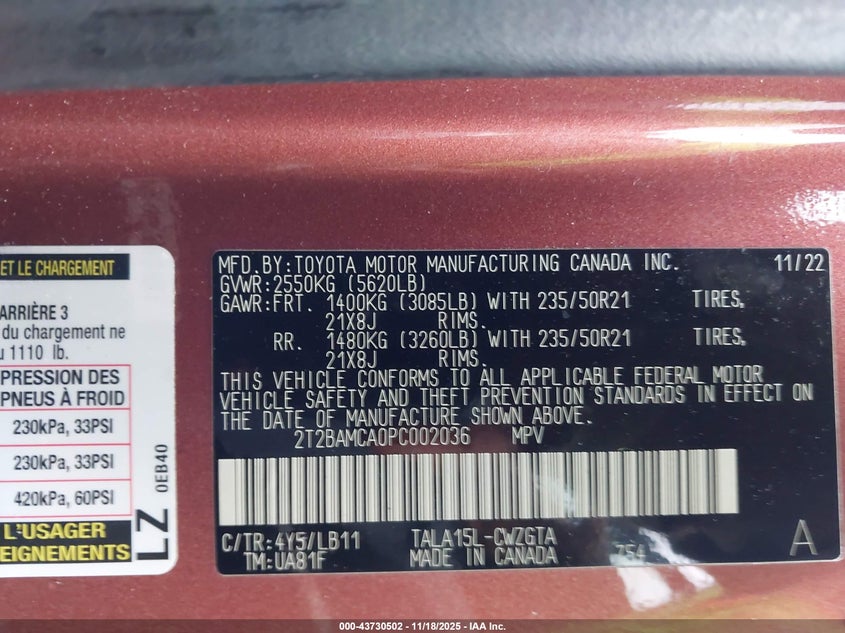 ET LE CHARGEMENT
ARRIÈRE 3
du chargement ne
1110 lb.
PRESSION DES
PNEUS À FROID
230kPa, 33PSI
230kPa, 33PSI
420kPa, 60PSI
L'USAGER
LZ 0EB40
MFD.BY:TOYOTA MOTOR MANUFACTURING CANADA INC. 11/22
GVWR:2550KG (5620LB)
GAWR:FRT. 1400KG (3085LB) WITH 235/50R21 TIRES,
21X8J RIMS.
RR. 1480KG (3260LB) WITH 235/50R21 TIRES,
21X8J RIMS.
THIS VEHICLE CONFORMS TO ALL APPLICABLE FEDERAL MOTOR
VEHICLE SAFETY AND THEFT PREVENTION STANDARDS IN EFFECT ON
THE DATE OF MANUFACTURE SHOWN ABOVE.
2T2BAMCA0PC002036 MPV
C/TR:4Y5/LB11 TALA15L-CWZGTA
TM:UA81F MADE IN CANADA 754 A
000-43730502 - 11/18/2025 - IAA Inc.